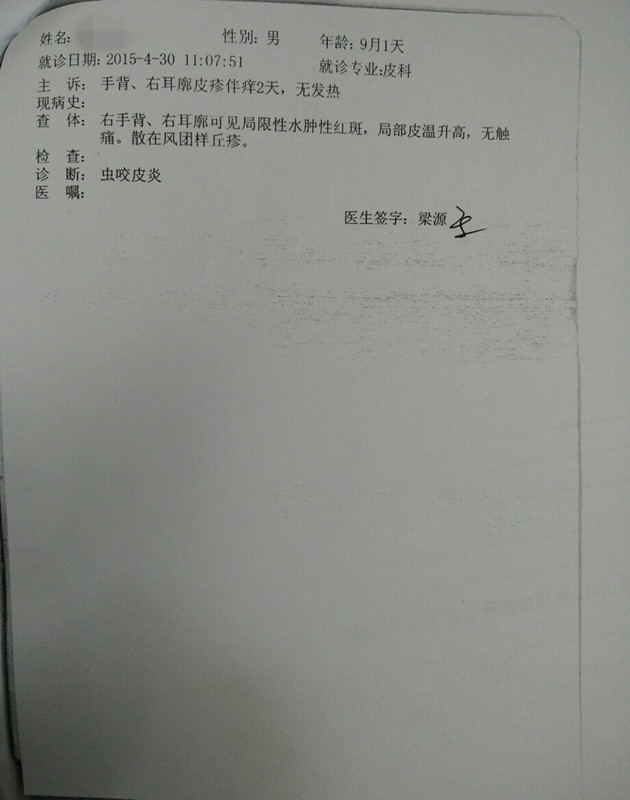 姓名: 性别: 男 年龄: 9月1天
就诊日期: 2015-4-30 11:07:51 就诊专业:皮科
主 诉: 手背、右耳廓皮疹伴痒2天，无发热
现病史:
查 体: 右手背、右耳廓可见局限性水肿性红斑，局部皮温升高，无触
痛。散在风团样丘疹。
检 查:
诊 断: 虫咬皮炎
医 嘱:
医生签字: 梁源